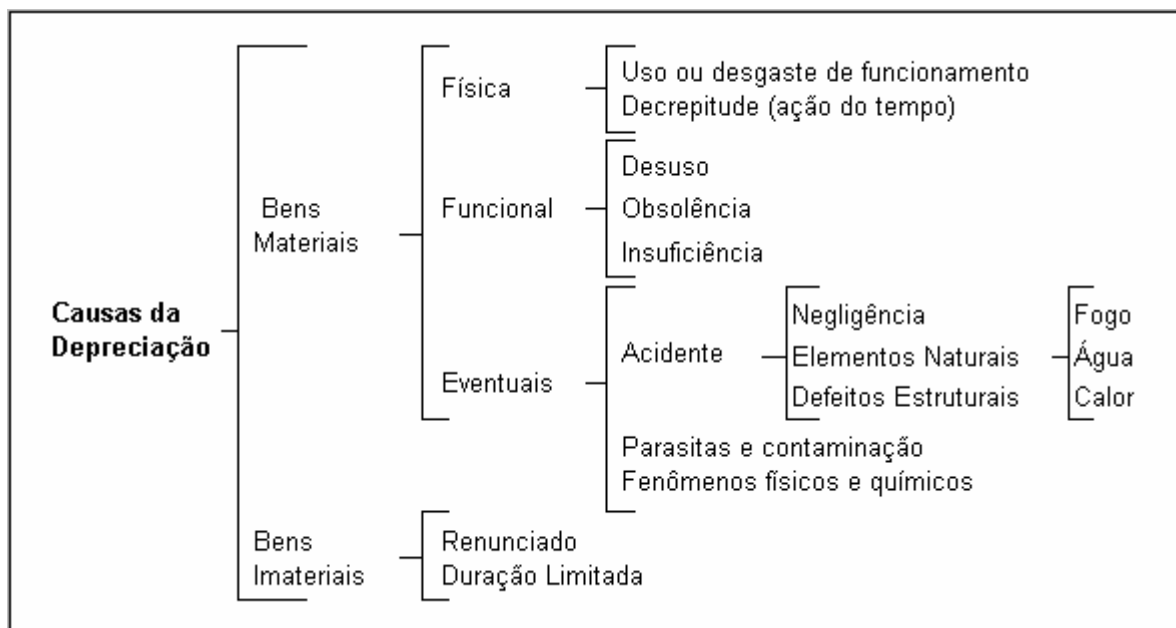 Causas da
Depreciação
Bens
Materiais
Física
Uso ou desgaste de funcionamento
Decrepitude (ação do tempo)
Funcional
Desuso
Obsolência
Insuficiência
Eventuais
Acidente
Negligência
Elementos Naturais
Defeitos Estruturais
Fogo
Água
Calor
Parasitas e contaminação
Fenômenos físicos e químicos
Bens
Imateriais
Renunciado
Duração Limitada